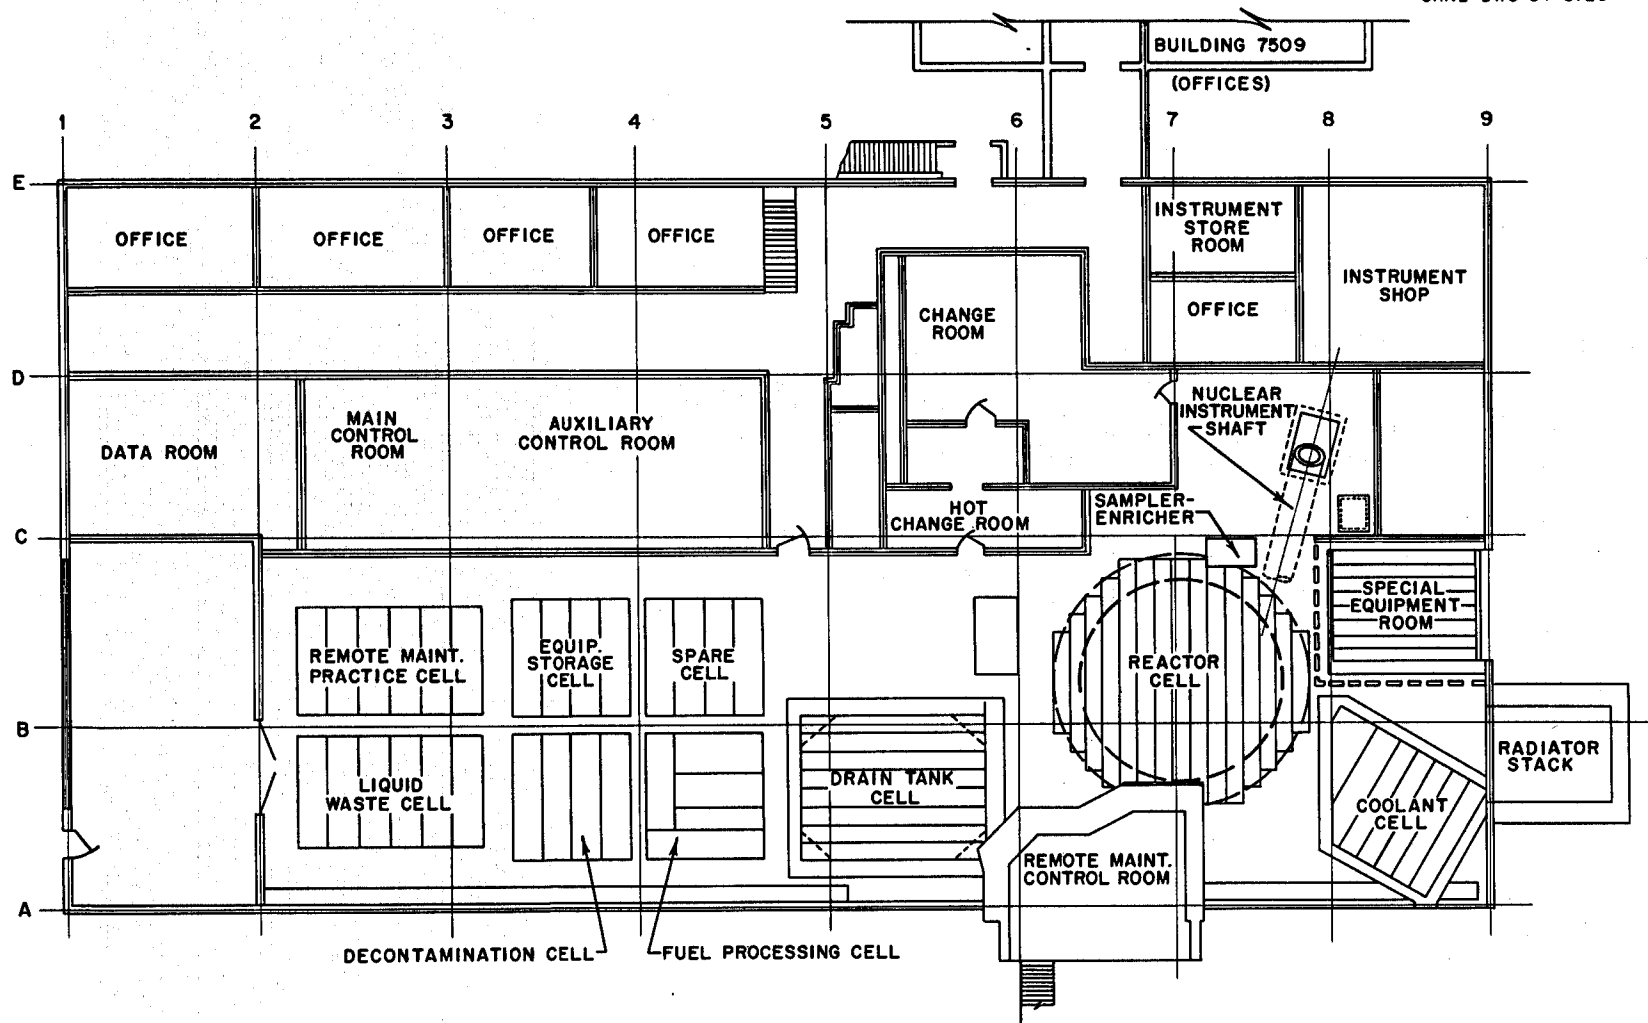 BUILDING 7509
(OFFICES)
1 2 3 4 5 6 7 8 9
E
OFFICE
OFFICE
OFFICE
OFFICE
INSTRUMENT
STORE
ROOM
INSTRUMENT
SHOP
OFFICE
CHANGE
ROOM
D
DATA ROOM
MAIN
CONTROL
ROOM
AUXILIARY
CONTROL ROOM
NUCLEAR
INSTRUMENT
SHAFT
HOT
CHANGE ROOM
SAMPLER-
ENRICHER
C
REMOTE MAINT.
PRACTICE CELL
EQUIP.
STORAGE
CELL
SPARE
CELL
REACTOR
CELL
SPECIAL
EQUIPMENT
ROOM
B
LIQUID
WASTE CELL
DRAIN TANK
CELL
RADIATOR
STACK
COOLANT
CELL
REMOTE MAINT.
CONTROL ROOM
A
DECONTAMINATION CELL
FUEL PROCESSING CELL